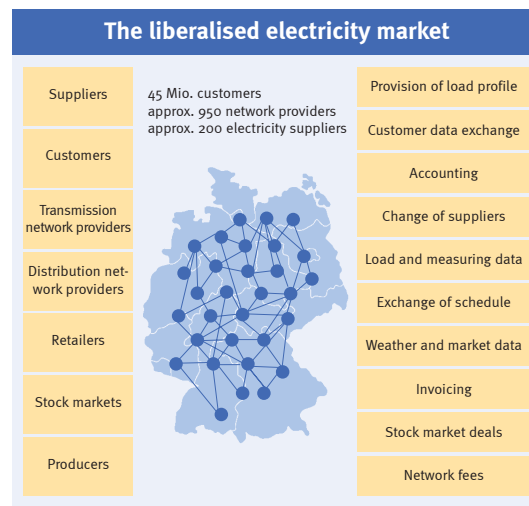 The liberalised electricity market
Suppliers
Customers
Transmission
network providers
Distribution net-
work providers
Retailers
Stock markets
Producers
45 Mio. customers
approx. 950 network providers
approx. 200 electricity suppliers
Provision of load profile
Customer data exchange
Accounting
Change of suppliers
Load and measuring data
Exchange of schedule
Weather and market data
Invoicing
Stock market deals
Network fees